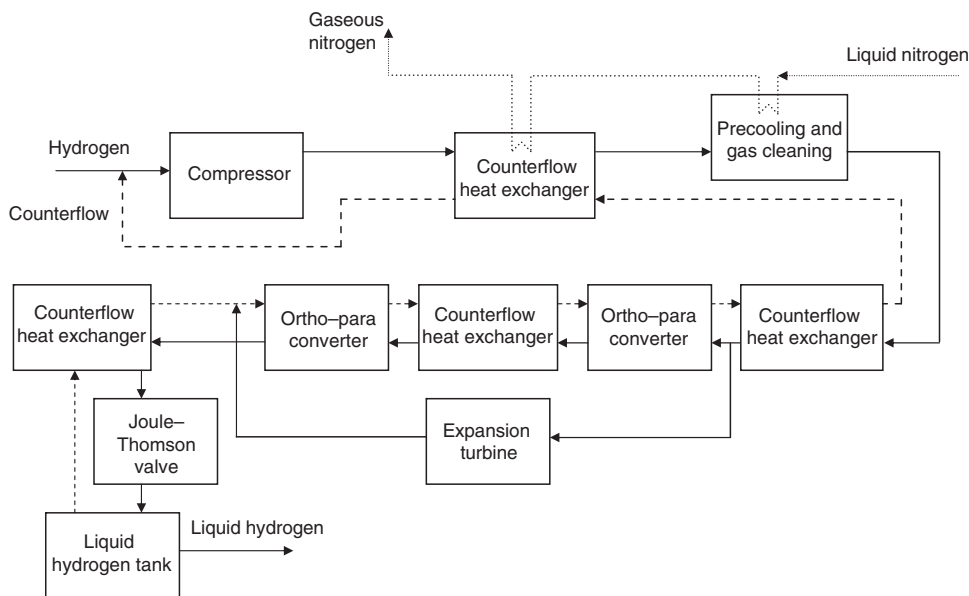 Gaseous
nitrogen
Liquid nitrogen
Hydrogen
Compressor
Counterflow
heat exchanger
Precooling and
gas cleaning
Counterflow
Counterflow
heat exchanger
Ortho–para
converter
Counterflow
heat exchanger
Ortho–para
converter
Counterflow
heat exchanger
Joule–
Thomson
valve
Expansion
turbine
Liquid
hydrogen tank
Liquid hydrogen